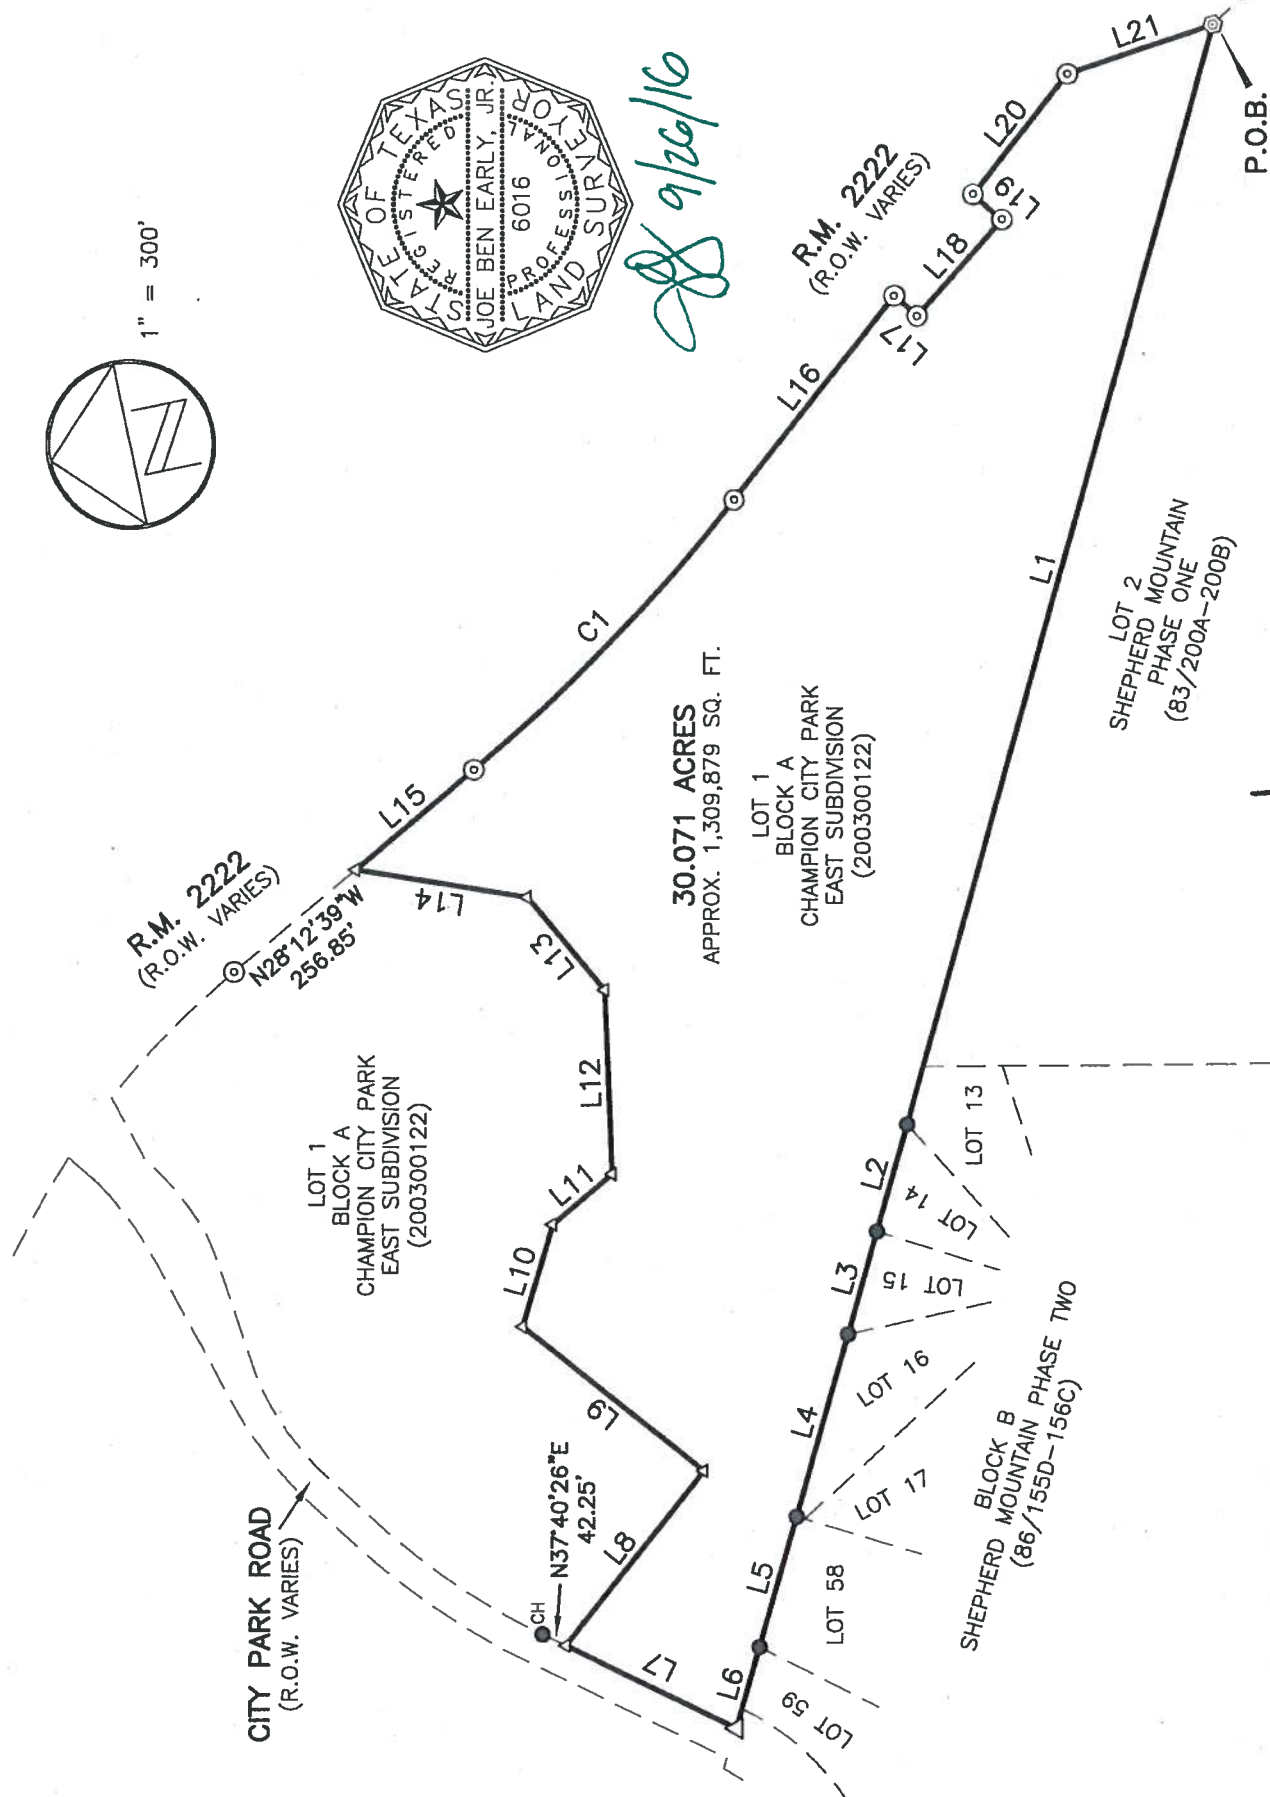 1" = 300'
STATE OF TEXAS
REGISTERED
JOE BEN EARLY, JR.
6016
PROFESSIONAL
LAND SURVEYOR
9/26/16
R.M. 2222
(R.O.W. VARIES)
N28°12'39"W
256.85'
R.M. 2222
(R.O.W. VARIES)
CITY PARK ROAD
(R.O.W. VARIES)
LOT 1
BLOCK A
CHAMPION CITY PARK
EAST SUBDIVISION
(200300122)
30.071 ACRES
APPROX. 1,309,879 SQ. FT.
LOT 1
BLOCK A
CHAMPION CITY PARK
EAST SUBDIVISION
(200300122)
CH
N37°40'26"E
42.25'
L1
L2
L3
L4
L5
L6
L7
L8
L9
L10
L11
L12
L13
L14
L15
C1
L16
L17
L18
L19
L20
L21
P.O.B.
LOT 2
SHEPHERD MOUNTAIN
PHASE ONE
(83/200A-200B)
LOT 13
LOT 14
LOT 15
LOT 16
LOT 17
LOT 58
LOT 59
BLOCK B
SHEPHERD MOUNTAIN PHASE TWO
(86/155D-156C)